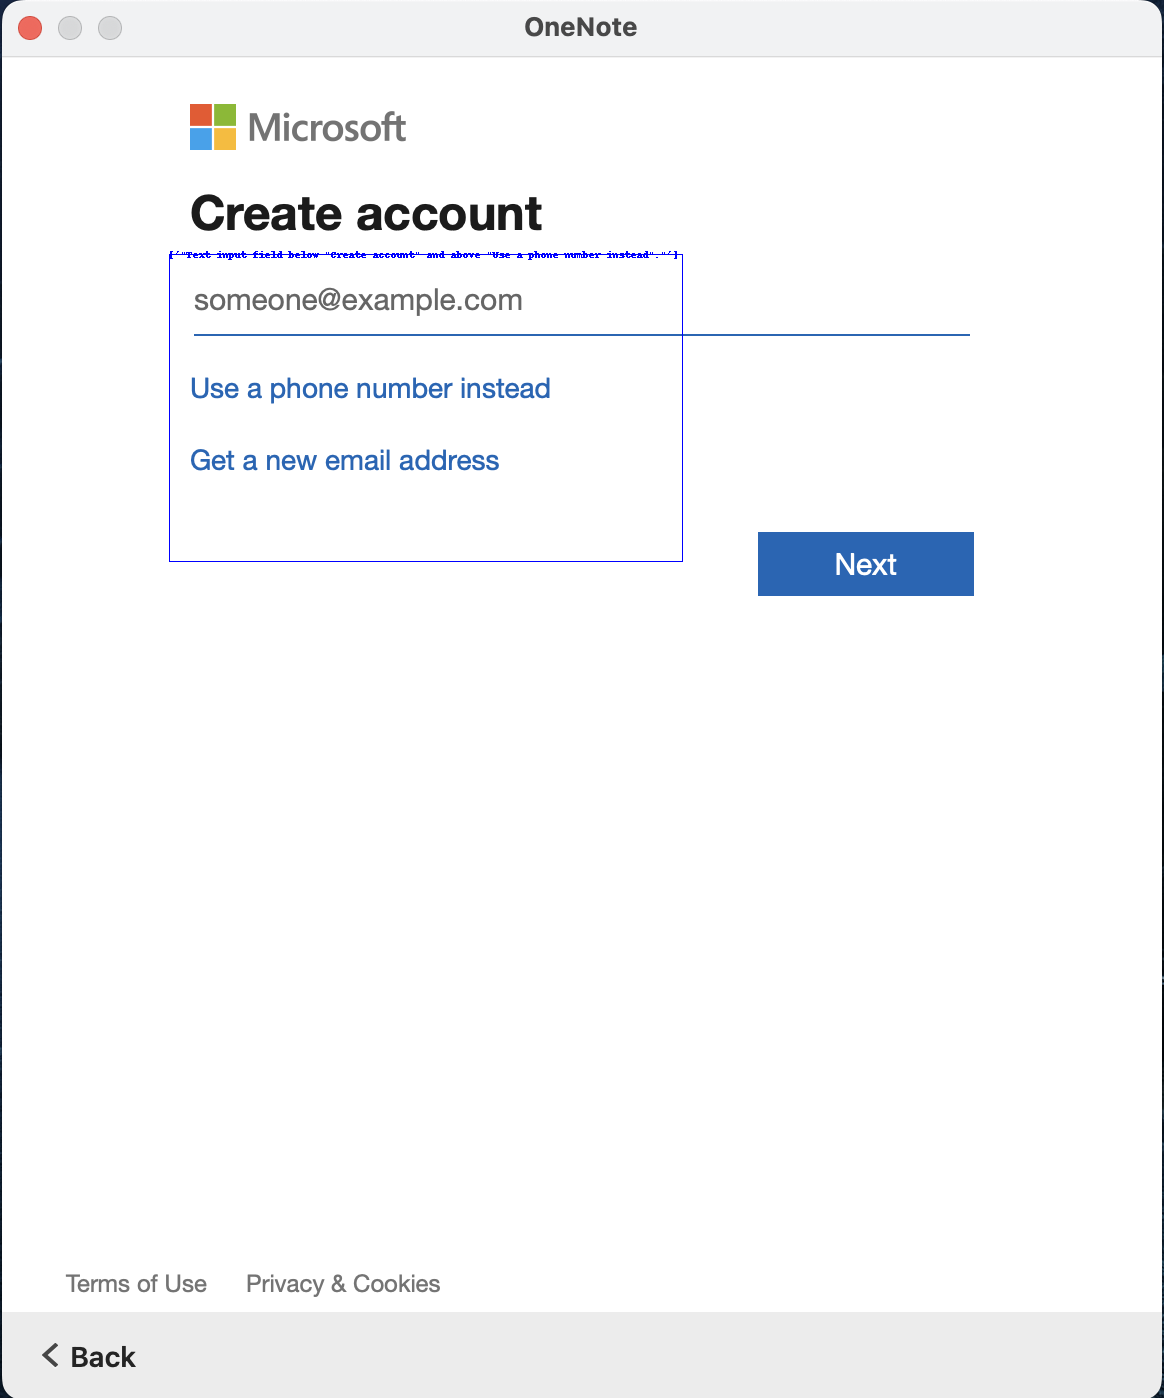 OneNote
Microsoft
Create account
['"Text input field below "Create account" and above "Use a phone number instead"."']
someone@example.com
Use a phone number instead
Get a new email address
Next
Terms of Use Privacy & Cookies
Back